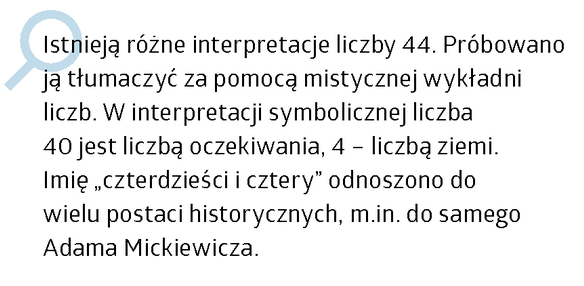 Istnieją różne interpretacje liczby 44. Próbowano
ją tłumaczyć za pomocą mistycznej wykładni
liczb. W interpretacji symbolicznej liczba
40 jest liczbą oczekiwania, 4 – liczbą ziemi.
Imię „czterdzieści i cztery” odnoszono do
wielu postaci historycznych, m.in. do samego
Adama Mickiewicza.